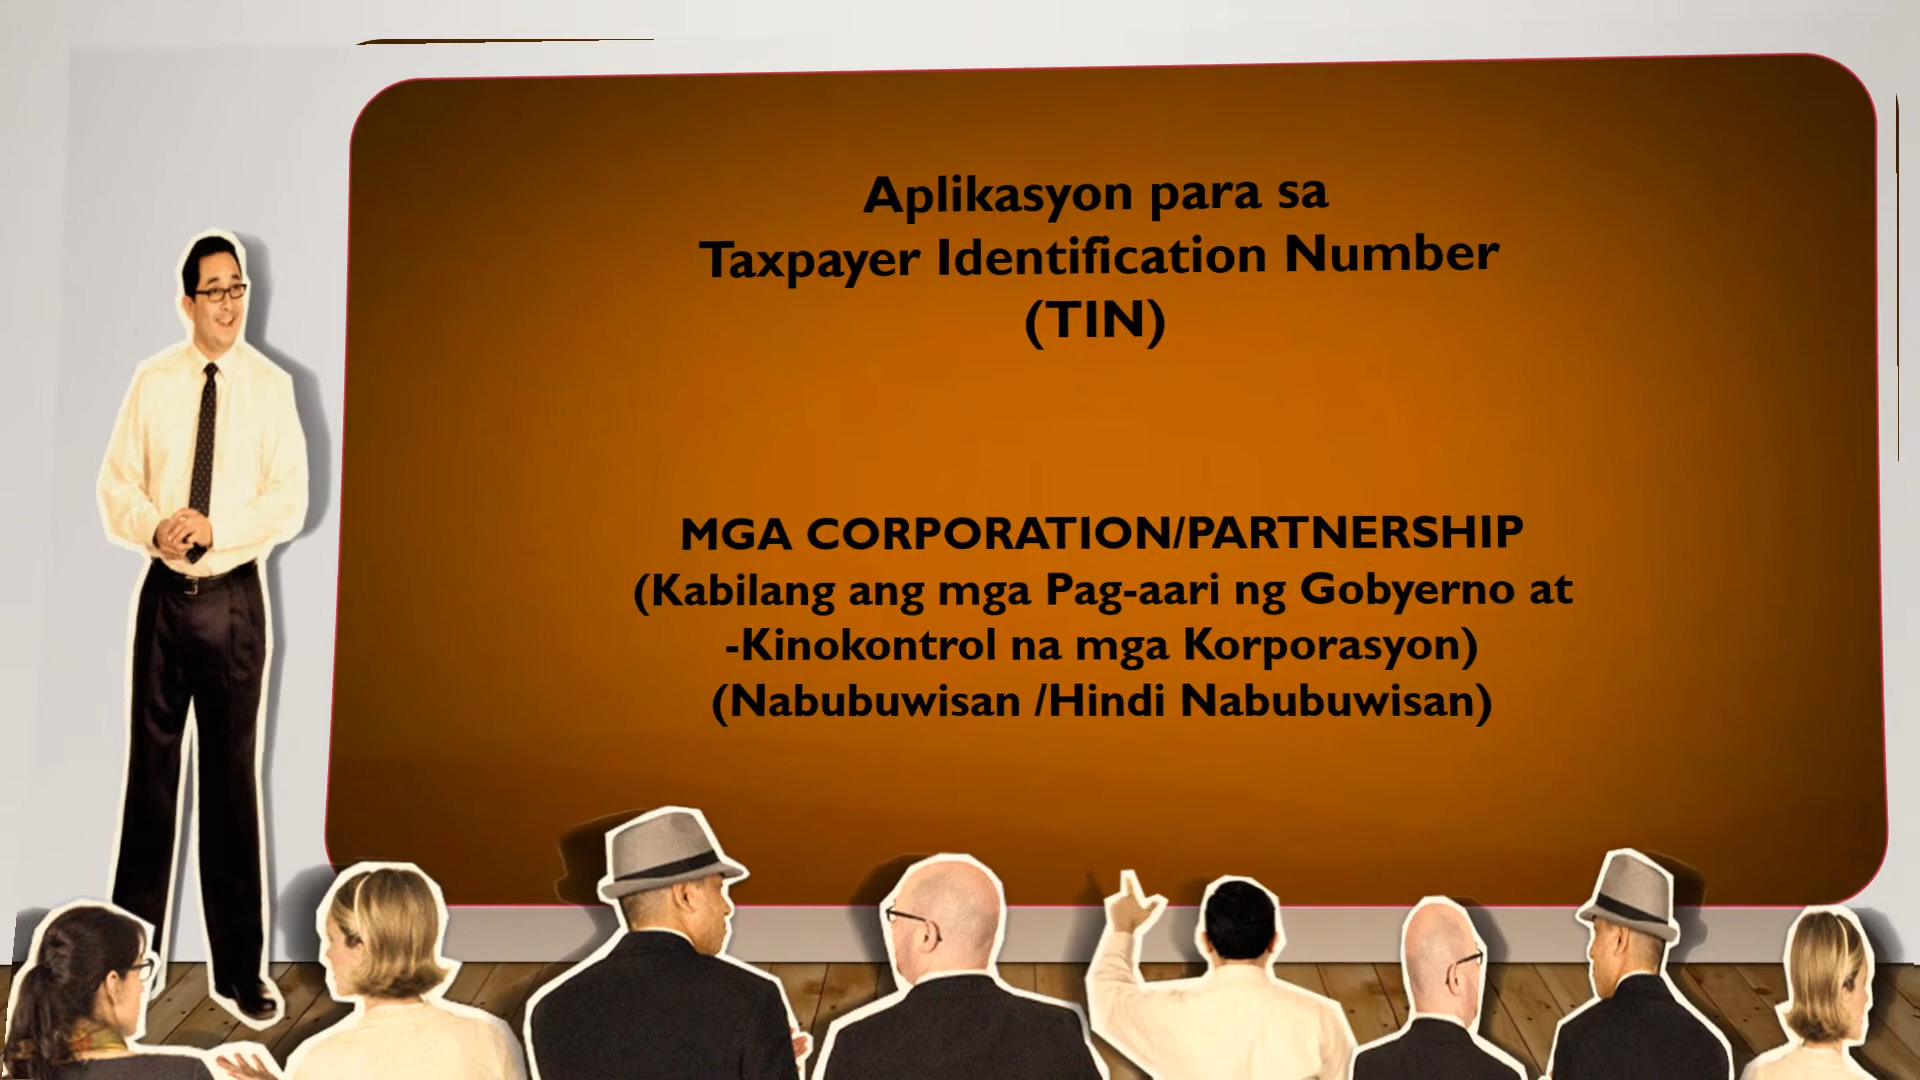 Aplikasyon para sa
Taxpayer Identification Number
(TIN)
MGA CORPORATION/PARTNERSHIP
(Kabilang ang mga Pag-aari ng Gobyerno at
-Kinokontrol na mga Korporasyon)
(Nabubuwisan /Hindi Nabubuwisan)